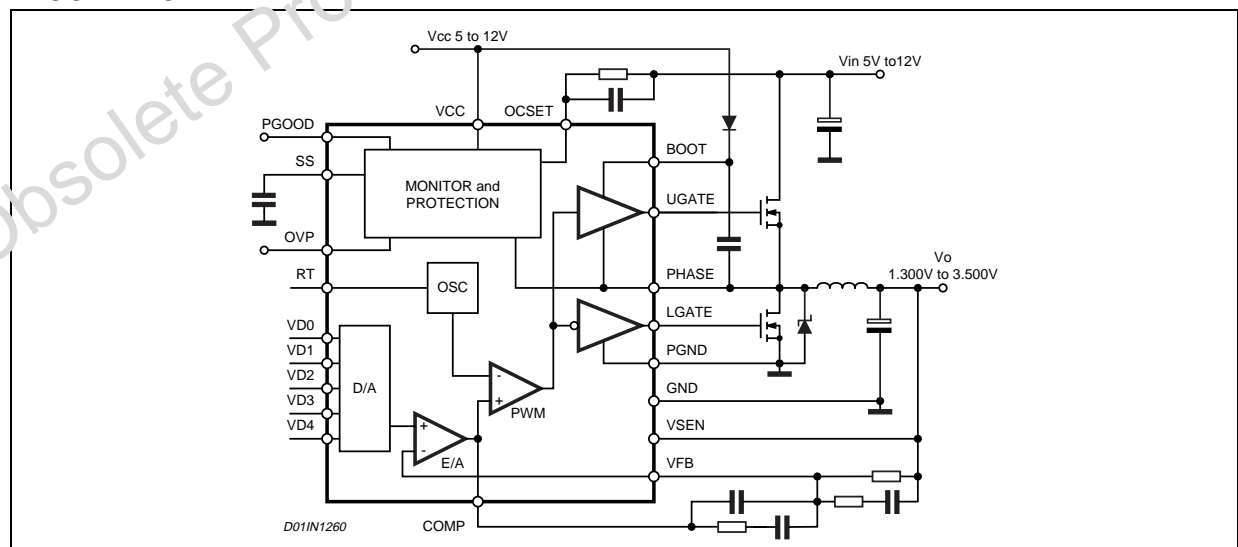 Obsolete Pro
Vcc 5 to 12V
Vin 5V to12V
VCC
OCSET
PGOOD
SS
OVP
RT
VD0
VD1
VD2
VD3
VD4
MONITOR and
PROTECTION
OSC
D/A
+
-
E/A
-
+
PWM
BOOT
UGATE
PHASE
LGATE
PGND
GND
VSEN
VFB
Vo
1.300V to 3.500V
D01IN1260
COMP